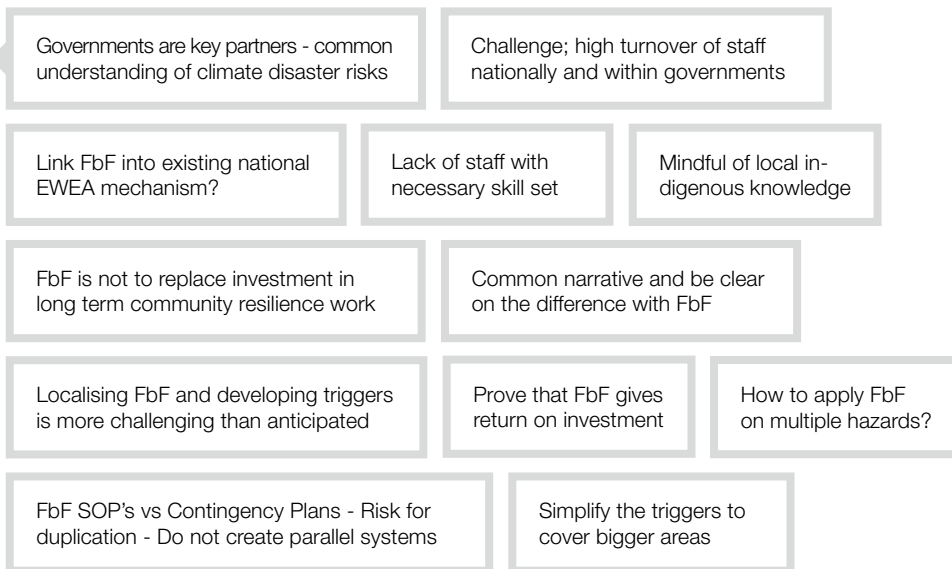 Governments are key partners - common
understanding of climate disaster risks
Challenge; high turnover of staff
nationally and within governments
Link FbF into existing national
EWEA mechanism?
Lack of staff with
necessary skill set
Mindful of local in-
digenous knowledge
FbF is not to replace investment in
long term community resilience work
Common narrative and be clear
on the difference with FbF
Localising FbF and developing triggers
is more challenging than anticipated
Prove that FbF gives
return on investment
How to apply FbF
on multiple hazards?
FbF SOP's vs Contingency Plans - Risk for
duplication - Do not create parallel systems
Simplify the triggers to
cover bigger areas